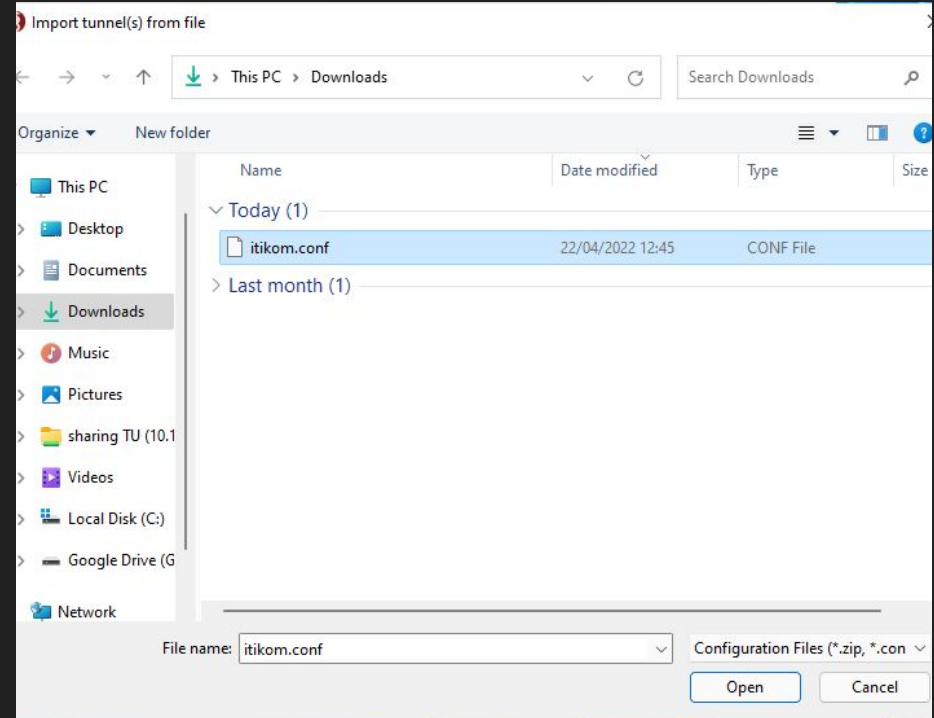 Import tunnel(s) from file
This PC > Downloads
Search Downloads
Organize
New folder
Name
Date modified
Type
Size
This PC
Desktop
Documents
Downloads
Music
Pictures
sharing TU (10.1
Videos
Local Disk (C:)
Google Drive (G
Network
Today (1)
itikom.conf
22/04/2022 12:45
CONF File
Last month (1)
File name:
itikom.conf
Configuration Files (*.zip, *.con
Open
Cancel